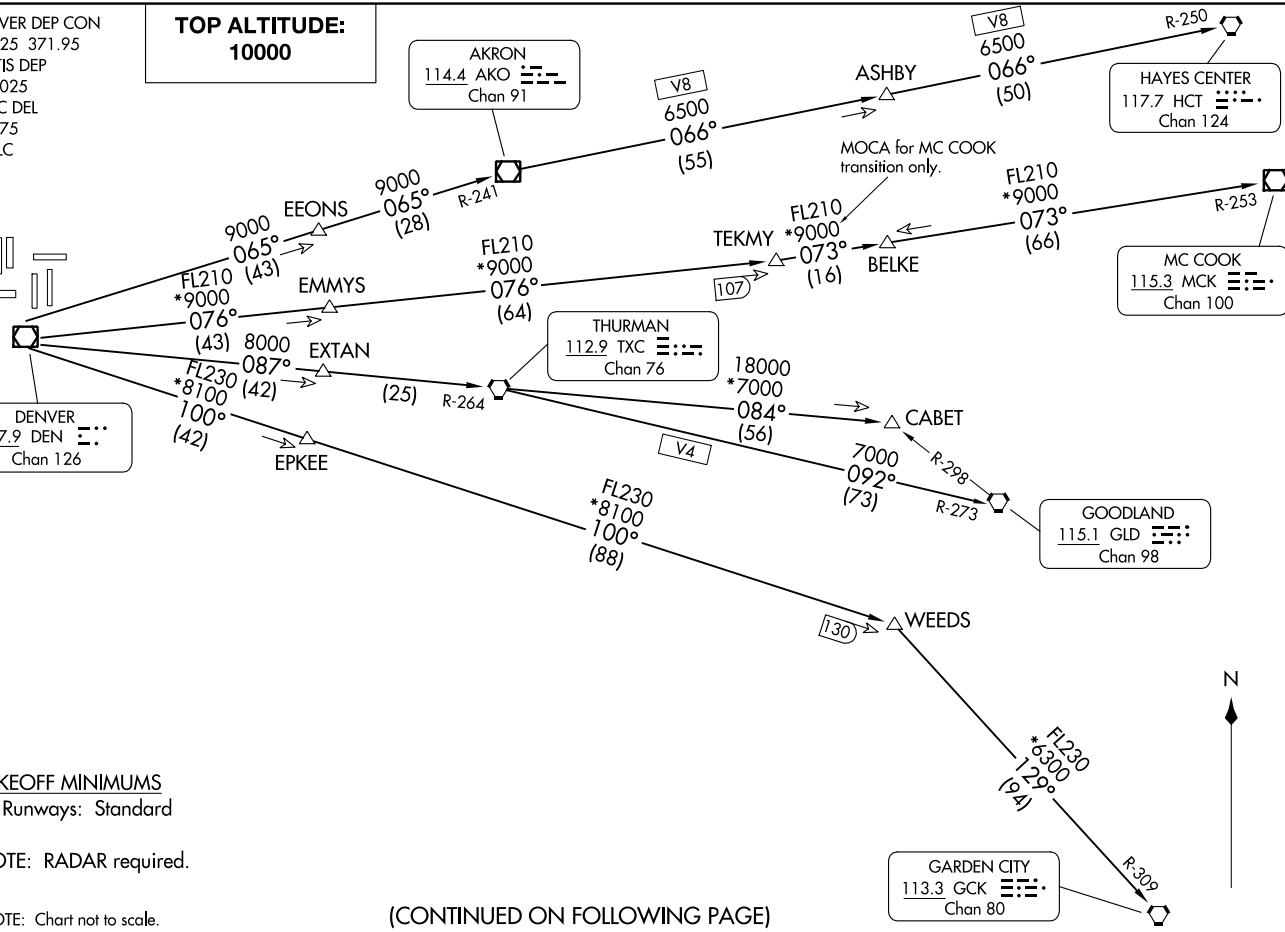 VER DEP CON
25 371.95
TIS DEP
025
C DEL
75
LC
TOP ALTITUDE:
10000
AKRON
114.4 AKO
Chan 91
V8
6500
066°
(55)
ASHBY
V8
6500
066°
(50)
R-250
HAYES CENTER
117.7 HCT
Chan 124
MOCA for MC COOK
transition only.
9000
065°
(43)
EEONS
9000
065°
(28)
R-241
FL210
*9000
076°
(43)
EMMYS
FL210
*9000
076°
(64)
TEKMY
107
FL210
*9000
073°
(16)
BELKE
FL210
*9000
073°
(66)
R-253
MC COOK
115.3 MCK
Chan 100
8000
087°
(42)
EXTAN
(25)
R-264
THURMAN
112.9 TXC
Chan 76
18000
*7000
084°
(56)
CABET
V4
7000
092°
(73)
R-298
R-273
GOODLAND
115.1 GLD
Chan 98
DENVER
7.9 DEN
Chan 126
FL230
*8100
100°
(42)
EPKEE
FL230
*8100
100°
(88)
130
WEEDS
FL230
*6300
129°
(94)
R-309
GARDEN CITY
113.3 GCK
Chan 80
N
KEOFF MINIMUMS
Runways: Standard
OTE: RADAR required.
OTE: Chart not to scale.
(CONTINUED ON FOLLOWING PAGE)